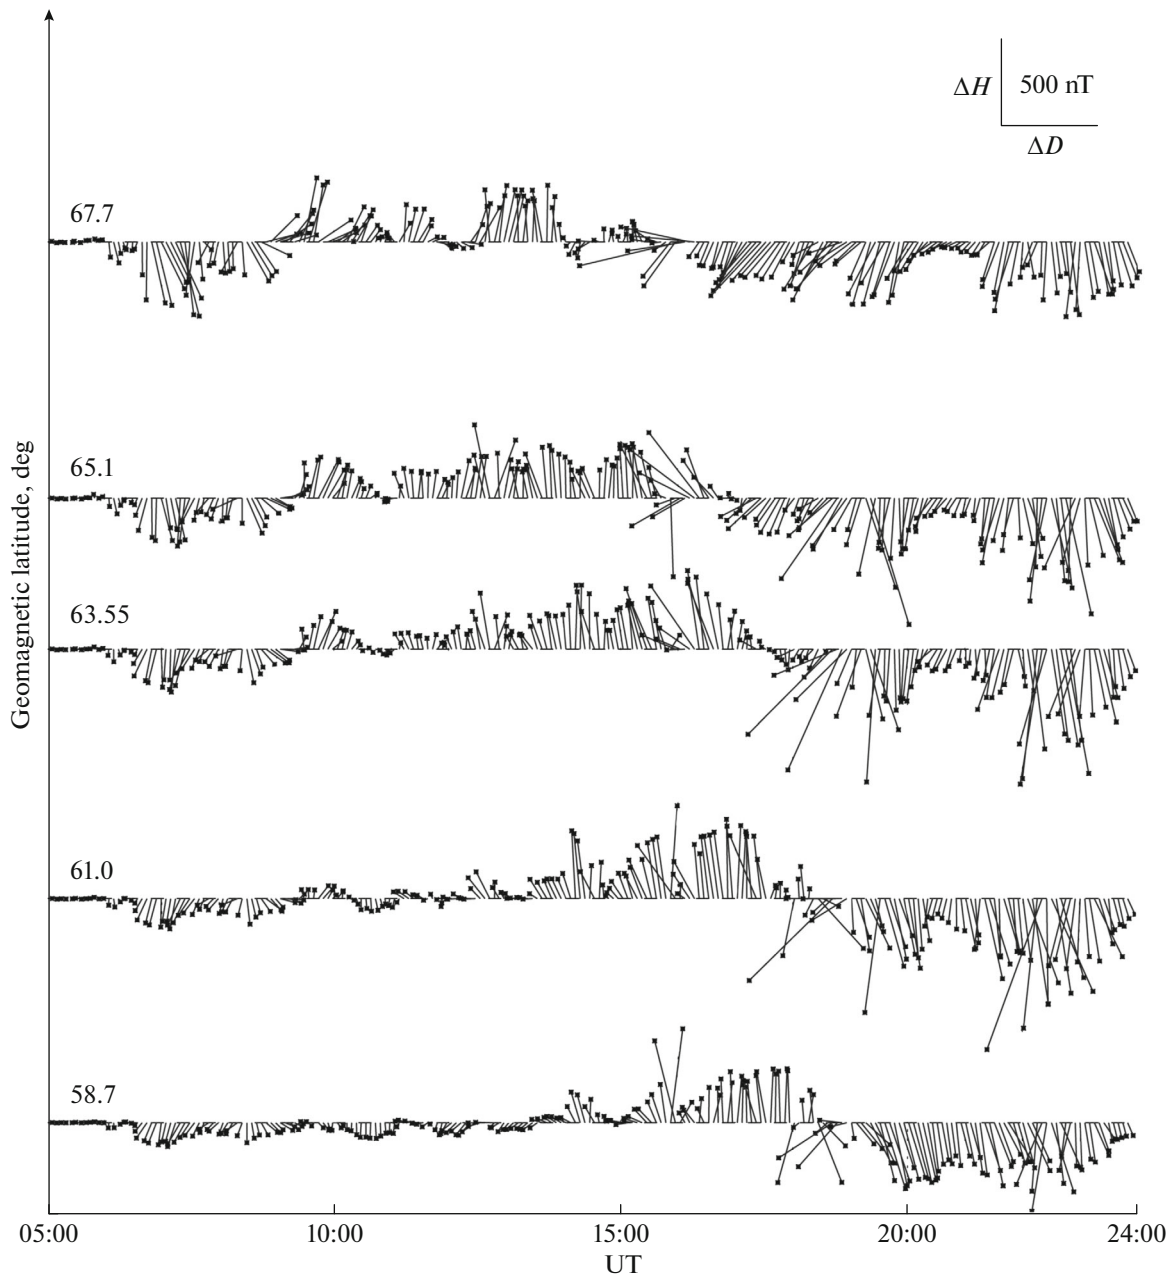 ΔH
500 nT
ΔD
67.7
65.1
63.55
61.0
58.7
Geomagnetic latitude, deg
05:00
10:00
15:00
20:00
24:00
UT